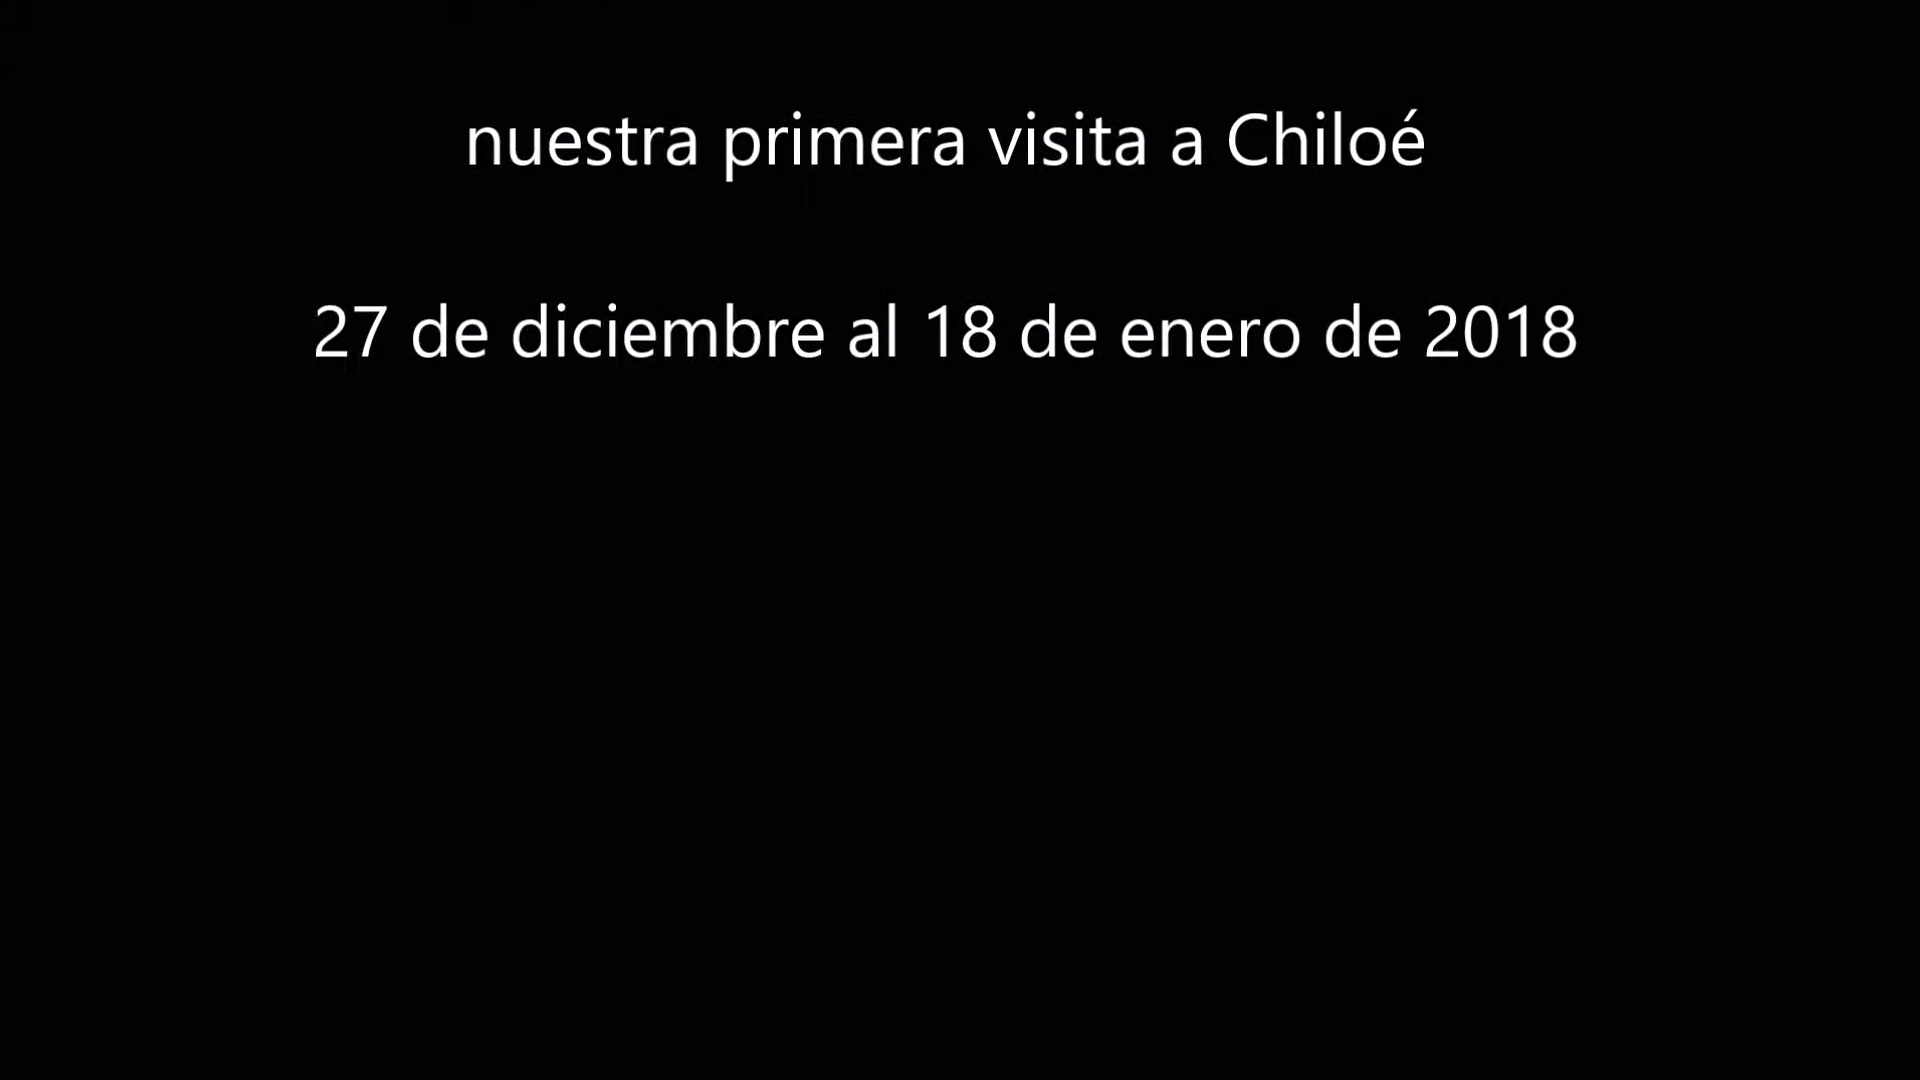 nuestra primera visita a Chiloé
27 de diciembre al 18 de enero de 2018